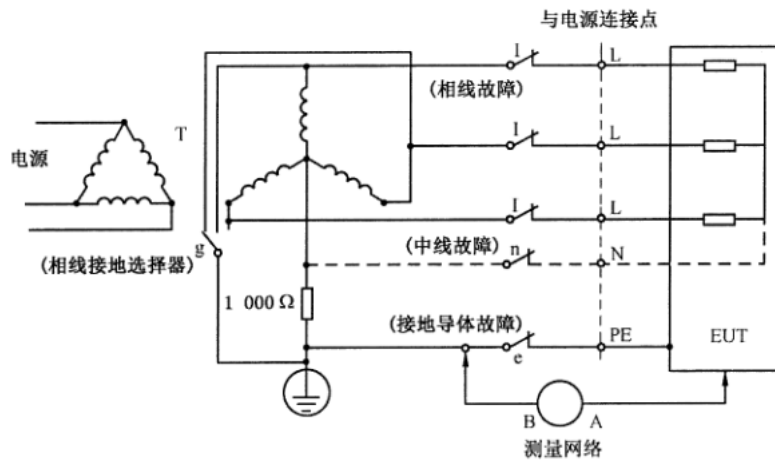 与电源连接点
l
L
(相线故障)
T
电源
l
L
l
L
g
(中线故障)
n
N
(相线接地选择器)
1 000 Ω
(接地导体故障)
e
PE
EUT
B
A
测量网络